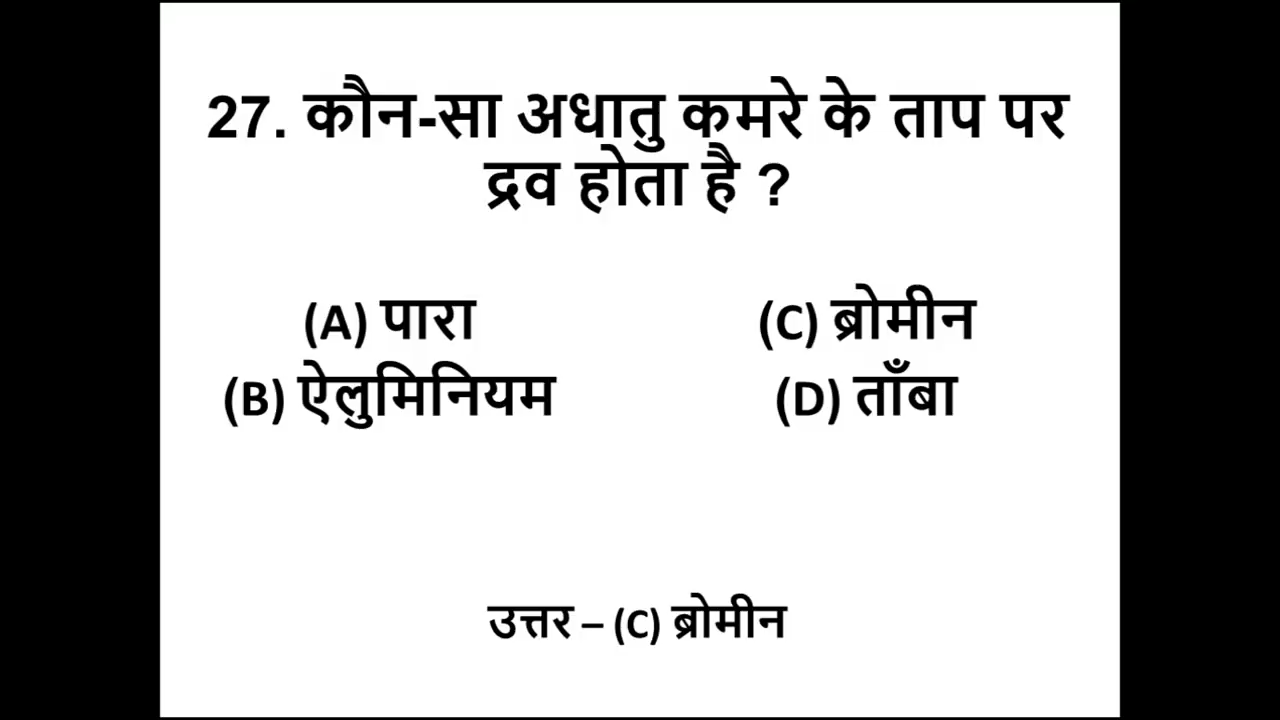 27. कौन-सा अधातु कमरे के ताप पर
द्रव होता है ?
(A) पारा (C) ब्रोमीन
(B) ऐलुमिनियम (D) ताँबा
उत्तर – (C) ब्रोमीन